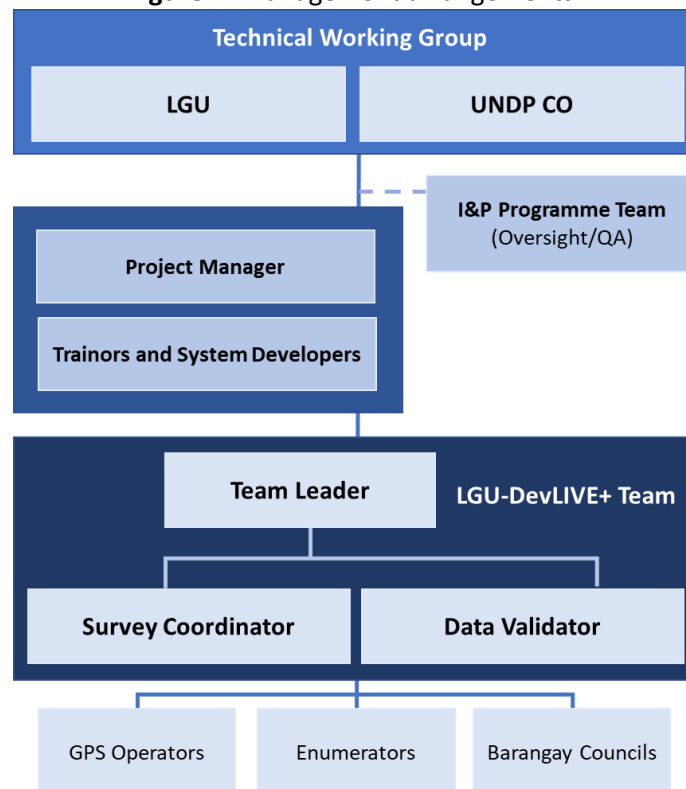 Technical Working Group
LGU
UNDP CO
I&P Programme Team
(Oversight/QA)
Project Manager
Trainors and System Developers
Team Leader
LGU-DevLIVE+ Team
Survey Coordinator
Data Validator
GPS Operators
Enumerators
Barangay Councils